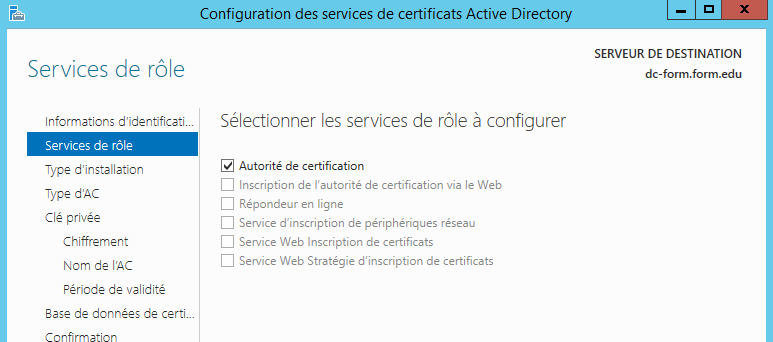 Configuration des services de certificats Active Directory
Services de rôle
SERVEUR DE DESTINATION
dc-form.form.edu
Informations d'identificati...
Services de rôle
Type d'installation
Type d'AC
Clé privée
Chiffrement
Nom de l'AC
Période de validité
Base de données de certi...
Confirmation
Sélectionner les services de rôle à configurer
Autorité de certification
Inscription de l'autorité de certification via le Web
Répondeur en ligne
Service d'inscription de périphériques réseau
Service Web Inscription de certificats
Service Web Stratégie d'inscription de certificats